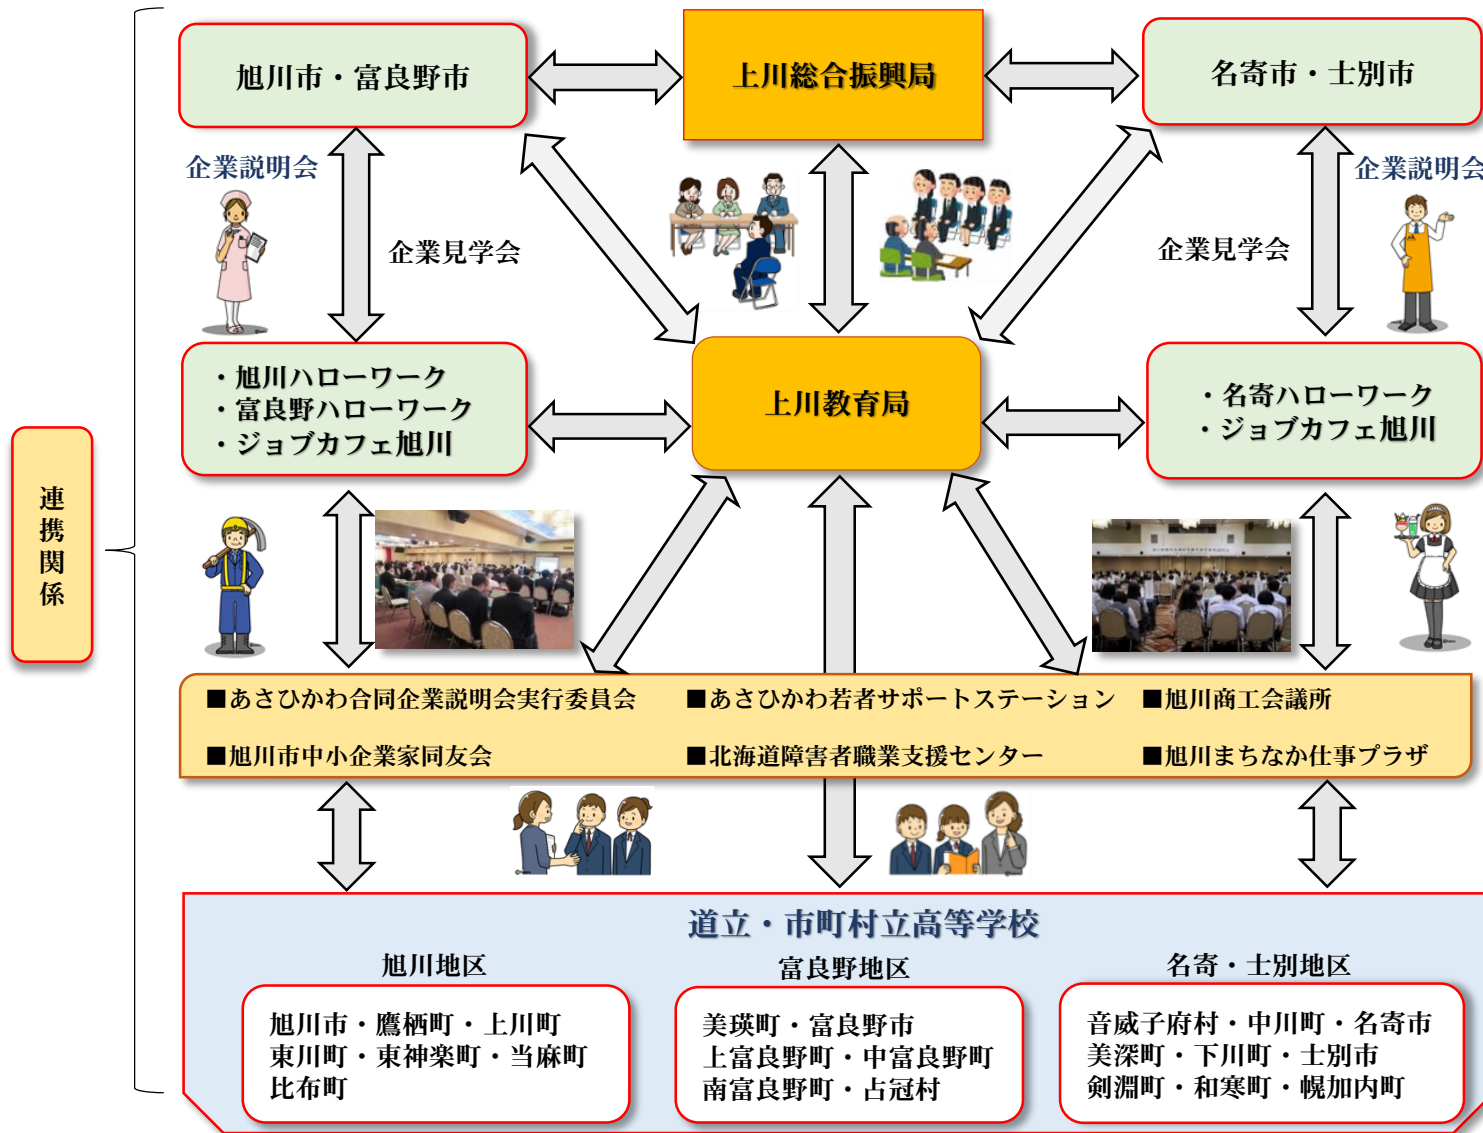 旭川市・富良野市
上川総合振興局
名寄市・士別市
企業説明会
企業説明会
企業見学会
企業見学会
・旭川ハローワーク
・富良野ハローワーク
・ジョブカフェ旭川
上川教育局
・名寄ハローワーク
・ジョブカフェ旭川
連携関係
■あさひかわ合同企業説明会実行委員会
■あさひかわ若者サポートステーション
■旭川商工会議所
■旭川市中小企業家同友会
■北海道障害者職業支援センター
■旭川まちなか仕事プラザ
道立・市町村立高等学校
旭川地区
旭川市・鷹栖町・上川町
東川町・東神楽町・当麻町
比布町
富良野地区
美瑛町・富良野市
上富良野町・中富良野町
南富良野町・占冠村
名寄・士別地区
音威子府村・中川町・名寄市
美深町・下川町・士別市
剣淵町・和寒町・幌加内町